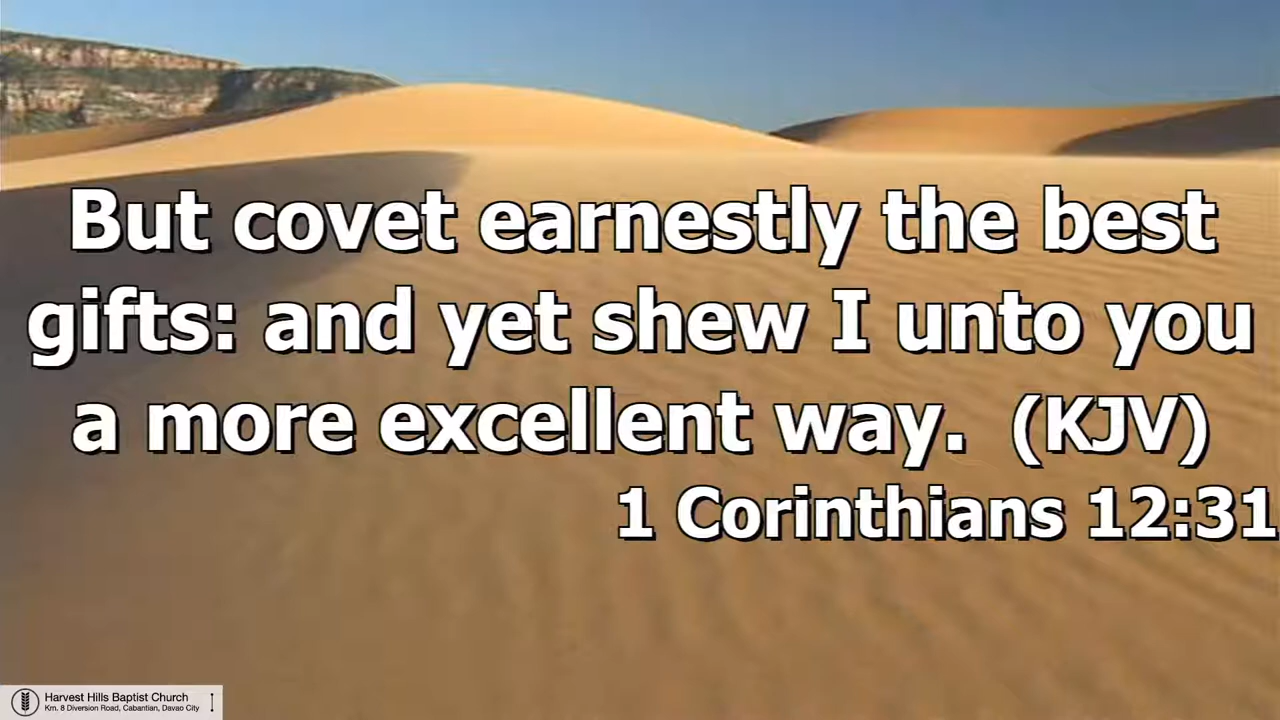 But covet earnestly the best
gifts: and yet shew I unto you
a more excellent way. (KJV)
1 Corinthians 12:31
Harvest Hills Baptist Church
Km. 8 Diversion Road, Cabantian, Davao City